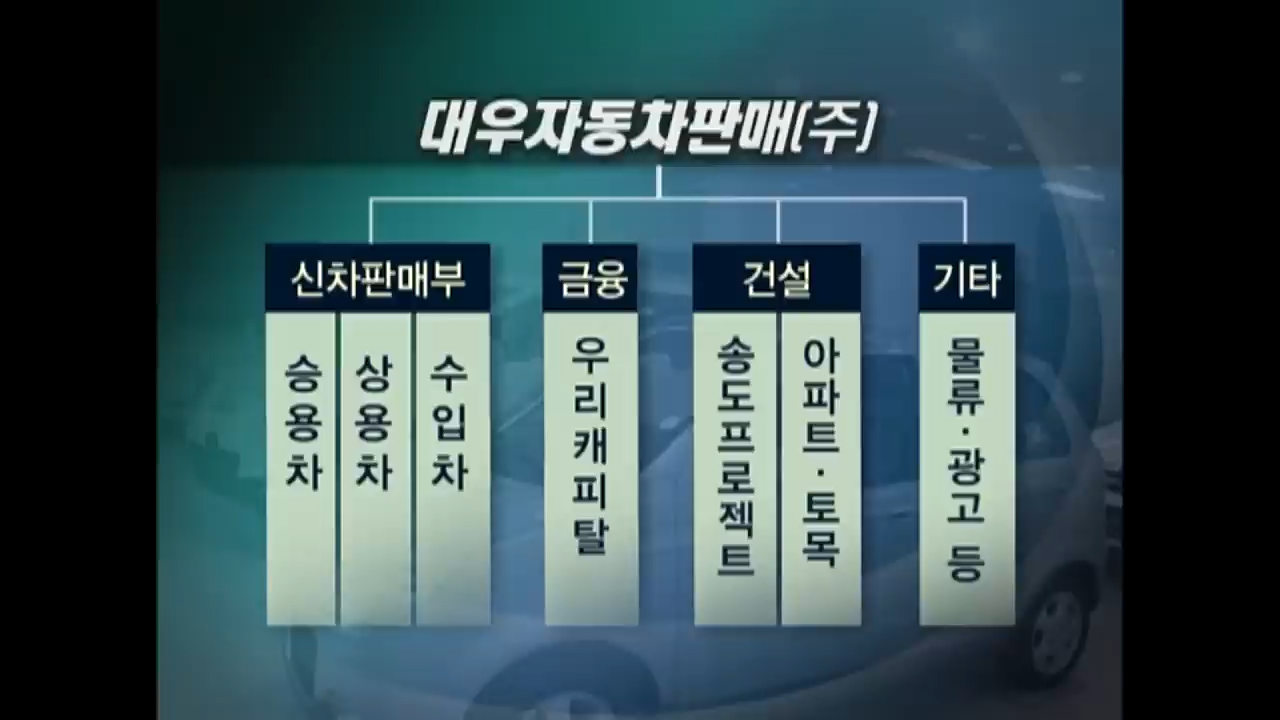 대우자동차판매(주)
신차판매부
승용차
상용차
수입차
금융
우리캐피탈
건설
송도프로젝트
아파트·토목
기타
물류·광고 등